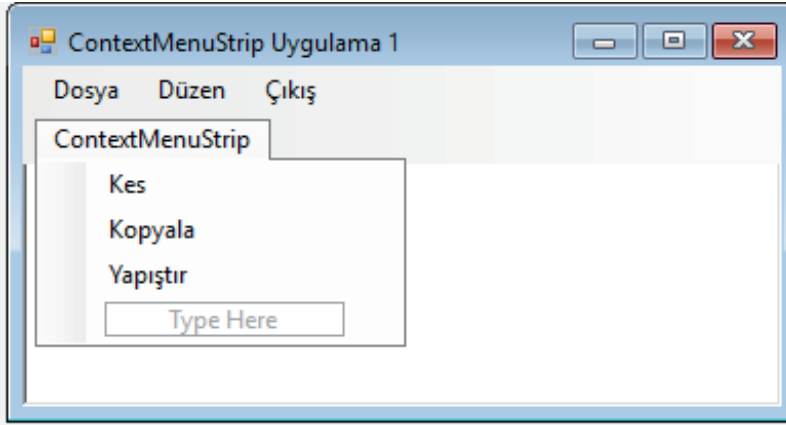 ContextMenuStrip Uygulama 1
Dosya Düzen Çıkış
ContextMenuStrip
Kes
Kopyala
Yapıştır
Type Here